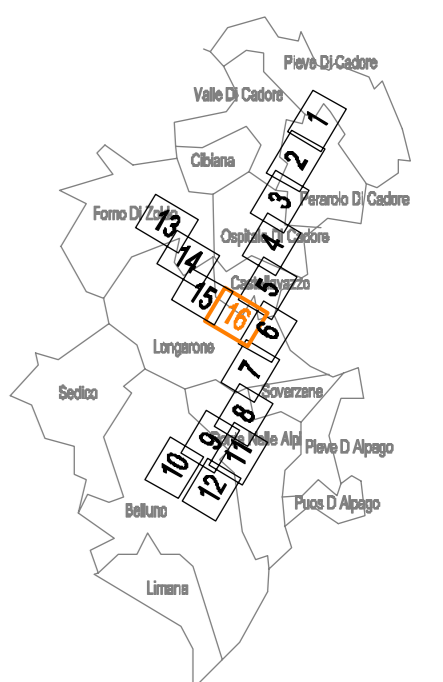 Pieve Di Cadore
Valle Di Cadore
1
Cibiana
2
3
Perarolo Di Cadore
Forno Di Zoldo
13
4
Ospitale Di Cadore
14
5
Castellavazzo
15
16
6
Longarone
7
Sedico
Soverzene
8
9
Ponte Nelle Alpi
11
Pieve D Alpago
10
12
Puos D Alpago
Belluno
Limana